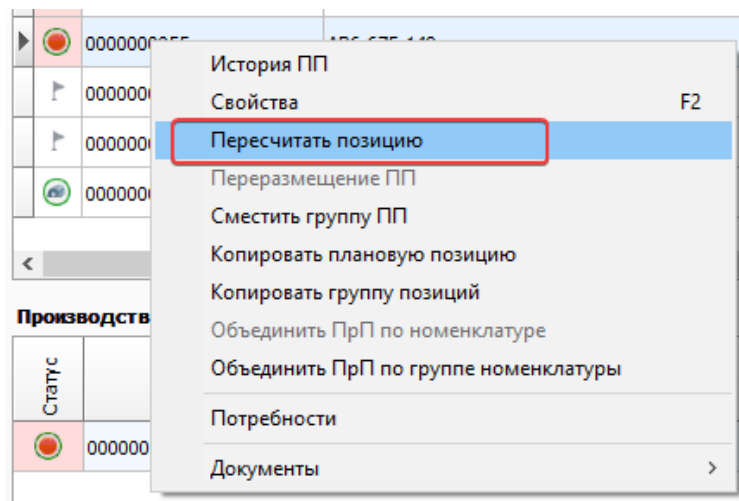 История ПП
Свойства F2
Пересчитать позицию
Переразмещение ПП
Сместить группу ПП
Копировать плановую позицию
Копировать группу позиций
Объединить ПрП по номенклатуре
Объединить ПрП по группе номенклатуры
Потребности
Документы
Производств
Статус
000000